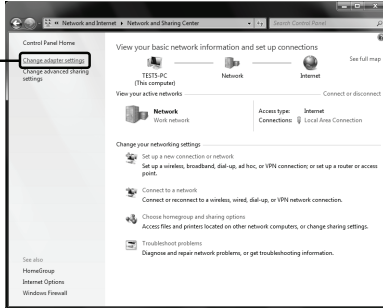 Network and Internet ▸ Network and Sharing Center
Search Control Panel
Control Panel Home
Change adapter settings
Change advanced sharing
settings
View your basic network information and set up connections
See full map
TEST5-PC
(This computer)
Network
Internet
View your active networks
Connect or disconnect
Network
Work network
Access type: Internet
Connections: Local Area Connection
Change your networking settings
Set up a new connection or network
Set up a wireless, broadband, dial-up, ad hoc, or VPN connection; or set up a router or access
point.
Connect to a network
Connect or reconnect to a wireless, wired, dial-up, or VPN network connection.
Choose homegroup and sharing options
Access files and printers located on other network computers, or change sharing settings.
Troubleshoot problems
Diagnose and repair network problems, or get troubleshooting information.
See also
HomeGroup
Internet Options
Windows Firewall